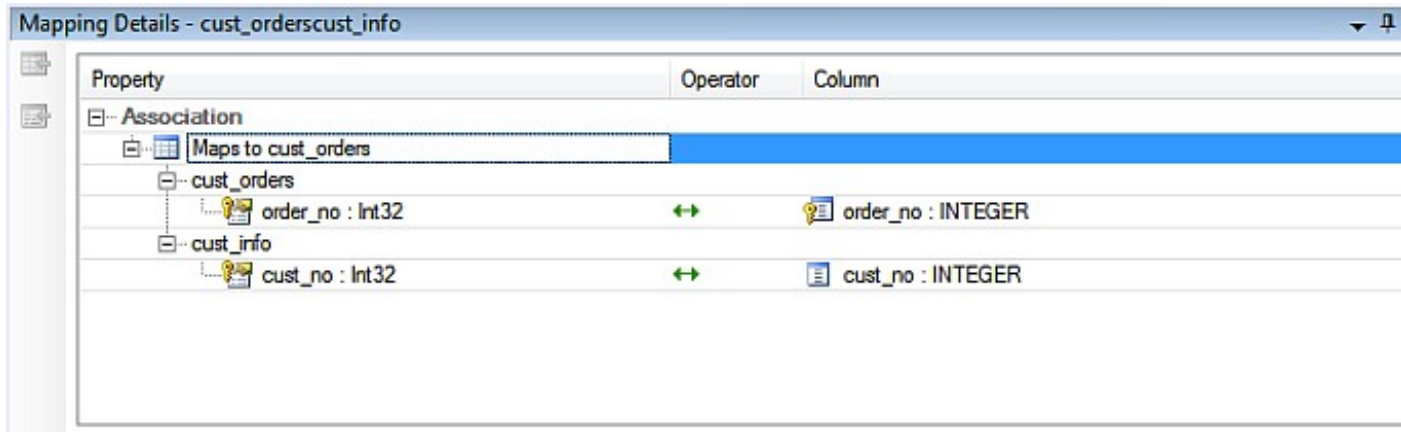 Mapping Details - cust_orderscust_info
Property Operator Column
Association
Maps to cust_orders
cust_orders
order_no : Int32 order_no : INTEGER
cust_info
cust_no : Int32 cust_no : INTEGER